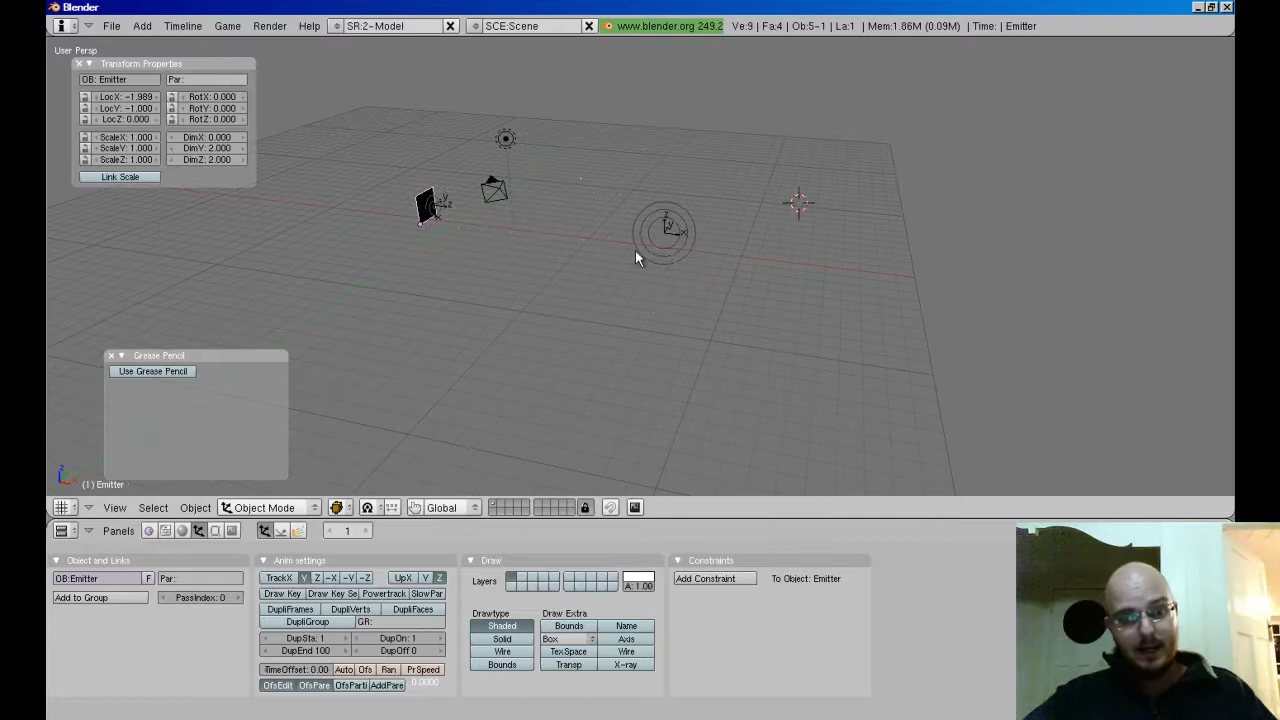 Blender
File Add Timeline Game Render Help SR:2-Model SCE:Scene www.blender.org 249.2 Ve:9 | Fa:4 | Ob:5-1 | La:1 | Mem:1.86M (0.09M) | Time: | Emitter
User Persp
Transform Properties
OB: Emitter Par:
LocX: -1.989 RotX: 0.000
LocY: -1.000 RotY: 0.000
LocZ: 0.000 RotZ: 0.000
ScaleX: 1.000 DimX: 0.000
ScaleY: 1.000 DimY: 2.000
ScaleZ: 1.000 DimZ: 2.000
Link Scale
Grease Pencil
Use Grease Pencil
(1) Emitter
View Select Object Object Mode Global
Panels 1
Object and Links
OB:Emitter F Par:
Add to Group PassIndex: 0
Anim settings
TrackX Y Z -X -Y -Z UpX Y Z
Draw Key Draw Key Se Powertrack SlowPar
DupliFrames DupliVerts DupliFaces
DupliGroup GR:
DupSta: 1 DupOn: 1
DupEnd 100 DupOff 0
TimeOffset: 0.00 Auto Ofs Ran PrSpeed
OfsEdit OfsPare OfsParti AddPare 0.0000
Draw
Layers A: 1.00
Drawtype Draw Extra
Shaded Bounds Name
Solid Box Axis
Wire TexSpace Wire
Bounds Transp X-ray
Constraints
Add Constraint To Object: Emitter